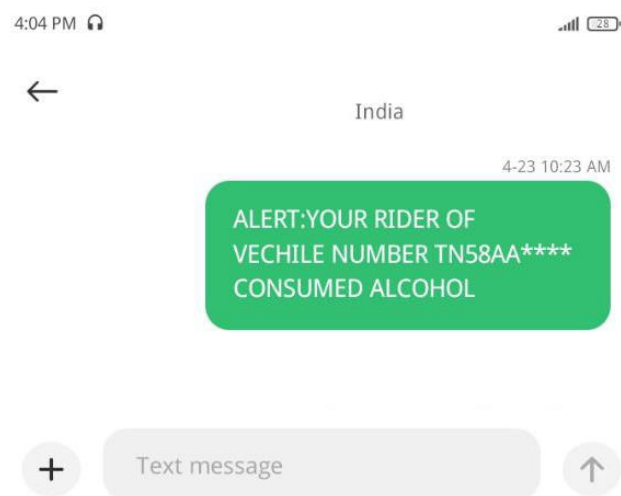 4:04 PM
28
India
4-23 10:23 AM
ALERT:YOUR RIDER OF
VECHILE NUMBER TN58AA****
CONSUMED ALCOHOL
Text message